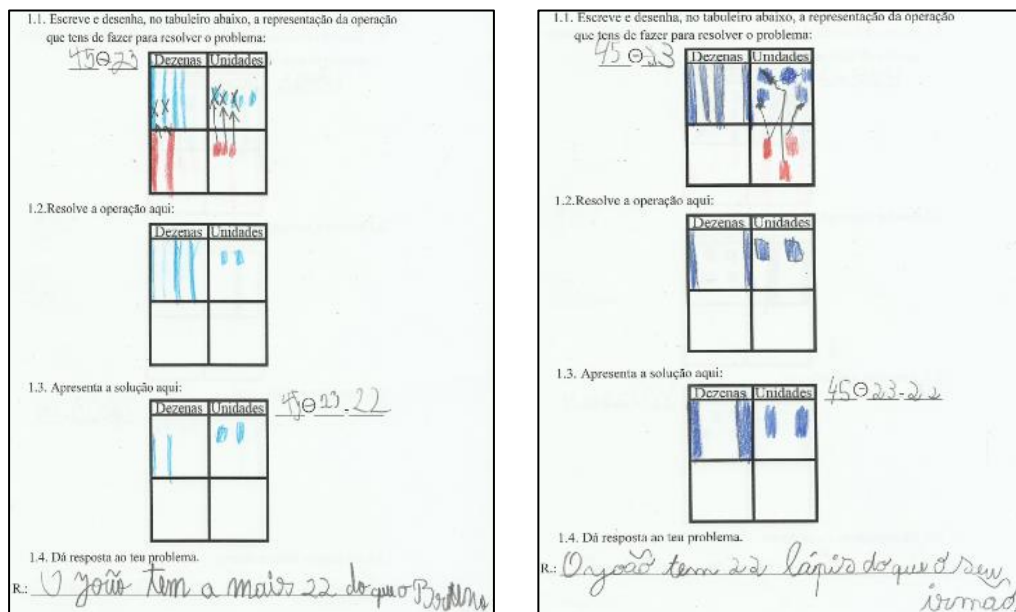 1.1. Escreve e desenha, no tabuleiro abaixo, a representação da operação
que tens de fazer para resolver o problema:
45 ⊖ 23
Dezenas Unidades
1.2.Resolve a operação aqui:
Dezenas Unidades
1.3. Apresenta a solução aqui:
Dezenas Unidades 45 ⊖ 23 - 22
1.4. Dá resposta ao teu problema.
R.: O joão tem a mais 22 do que o
1.1. Escreve e desenha, no tabuleiro abaixo, a representação da operação
que tens de fazer para resolver o problema:
45 ⊖ 23
Dezenas Unidades
1.2.Resolve a operação aqui:
Dezenas Unidades
1.3. Apresenta a solução aqui:
Dezenas Unidades 45 ⊖ 23 - 22
1.4. Dá resposta ao teu problema.
R.: O joão tem 22 lápis do que o seu
irmão